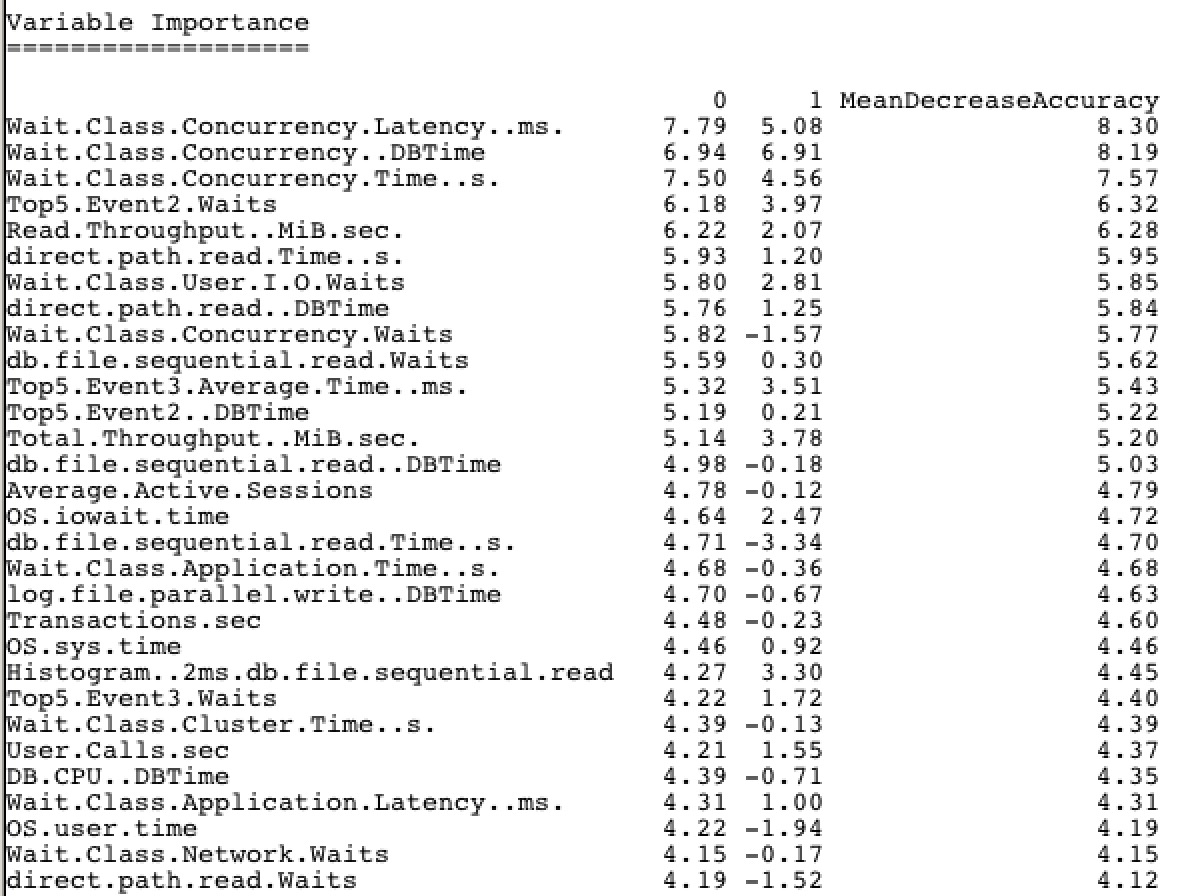 Variable Importance
===================
0 1 MeanDecreaseAccuracy
Wait.Class.Concurrency.Latency..ms. 7.79 5.08 8.30
Wait.Class.Concurrency..DBTime 6.94 6.91 8.19
Wait.Class.Concurrency.Time..s. 7.50 4.56 7.57
Top5.Event2.Waits 6.18 3.97 6.32
Read.Throughput..MiB.sec. 6.22 2.07 6.28
direct.path.read.Time..s. 5.93 1.20 5.95
Wait.Class.User.I.O.Waits 5.80 2.81 5.85
direct.path.read..DBTime 5.76 1.25 5.84
Wait.Class.Concurrency.Waits 5.82 -1.57 5.77
db.file.sequential.read.Waits 5.59 0.30 5.62
Top5.Event3.Average.Time..ms. 5.32 3.51 5.43
Top5.Event2..DBTime 5.19 0.21 5.22
Total.Throughput..MiB.sec. 5.14 3.78 5.20
db.file.sequential.read..DBTime 4.98 -0.18 5.03
Average.Active.Sessions 4.78 -0.12 4.79
OS.iowait.time 4.64 2.47 4.72
db.file.sequential.read.Time..s. 4.71 -3.34 4.70
Wait.Class.Application.Time..s. 4.68 -0.36 4.68
log.file.parallel.write..DBTime 4.70 -0.67 4.63
Transactions.sec 4.48 -0.23 4.60
OS.sys.time 4.46 0.92 4.46
Histogram..2ms.db.file.sequential.read 4.27 3.30 4.45
Top5.Event3.Waits 4.22 1.72 4.40
Wait.Class.Cluster.Time..s. 4.39 -0.13 4.39
User.Calls.sec 4.21 1.55 4.37
DB.CPU..DBTime 4.39 -0.71 4.35
Wait.Class.Application.Latency..ms. 4.31 1.00 4.31
OS.user.time 4.22 -1.94 4.19
Wait.Class.Network.Waits 4.15 -0.17 4.15
direct.path.read.Waits 4.19 -1.52 4.12